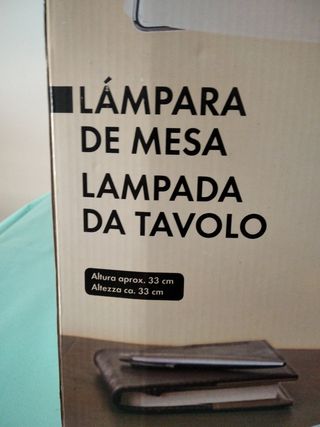 LÁMPARA
DE MESA
LAMPADA
DA TAVOLO
Altura aprox. 33 cm
Altezza ca. 33 cm